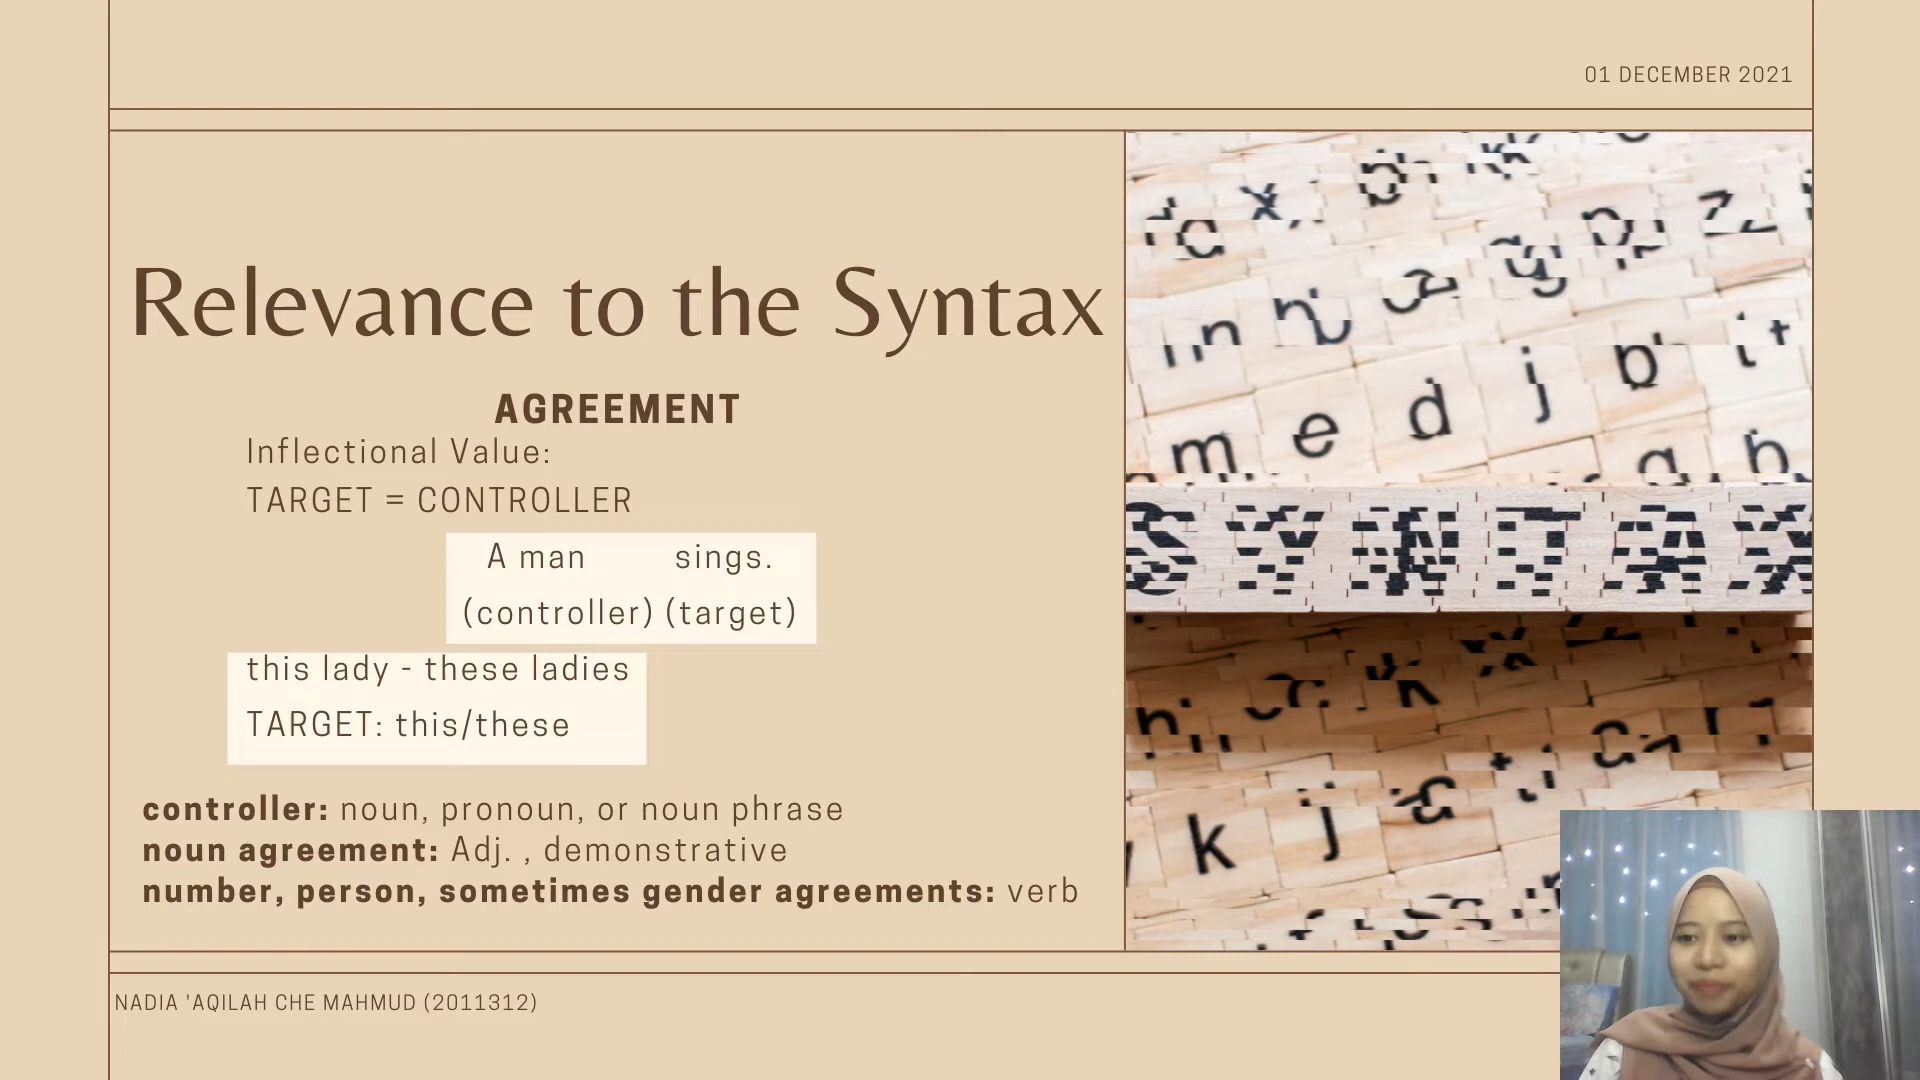 01 DECEMBER 2021
Relevance to the Syntax
AGREEMENT
Inflectional Value:
TARGET = CONTROLLER
A man sings.
(controller) (target)
this lady - these ladies
TARGET: this/these
controller: noun, pronoun, or noun phrase
noun agreement: Adj. , demonstrative
number, person, sometimes gender agreements: verb
SYNTAX
m e d j b
k j
NADIA 'AQILAH CHE MAHMUD (2011312)